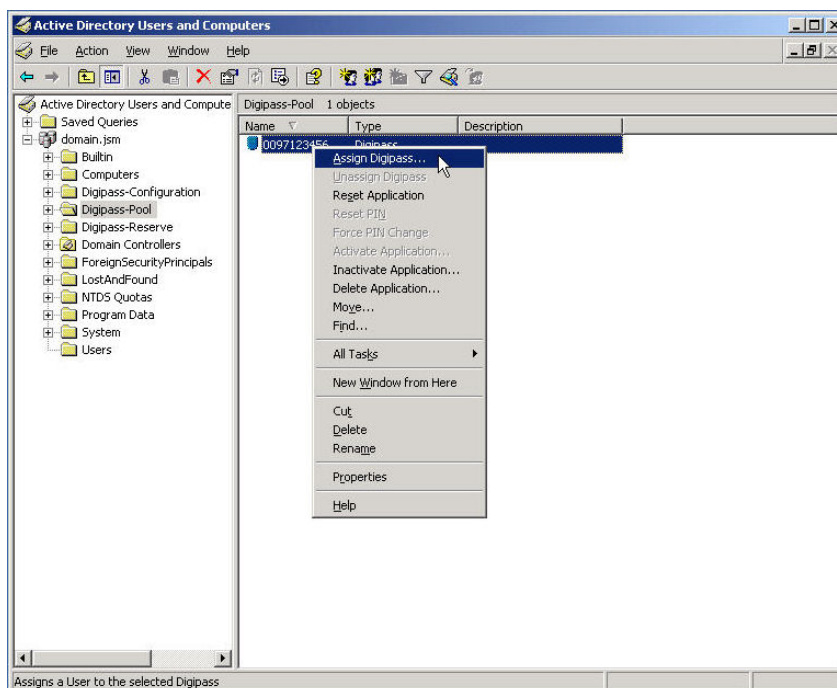 Active Directory Users and Computers
File Action View Window Help
Active Directory Users and Compute
Saved Queries
domain.jsm
Builtin
Computers
Digipass-Configuration
Digipass-Pool
Digipass-Reserve
Domain Controllers
ForeignSecurityPrincipals
LostAndFound
NTDS Quotas
Program Data
System
Users
Digipass-Pool 1 objects
Name Type Description
0097123456 Digipass
Assign Digipass...
Unassign Digipass
Reset Application
Reset PIN
Force PIN Change
Activate Application...
Inactivate Application...
Delete Application...
Move...
Find...
All Tasks
New Window from Here
Cut
Delete
Rename
Properties
Help
Assigns a User to the selected Digipass